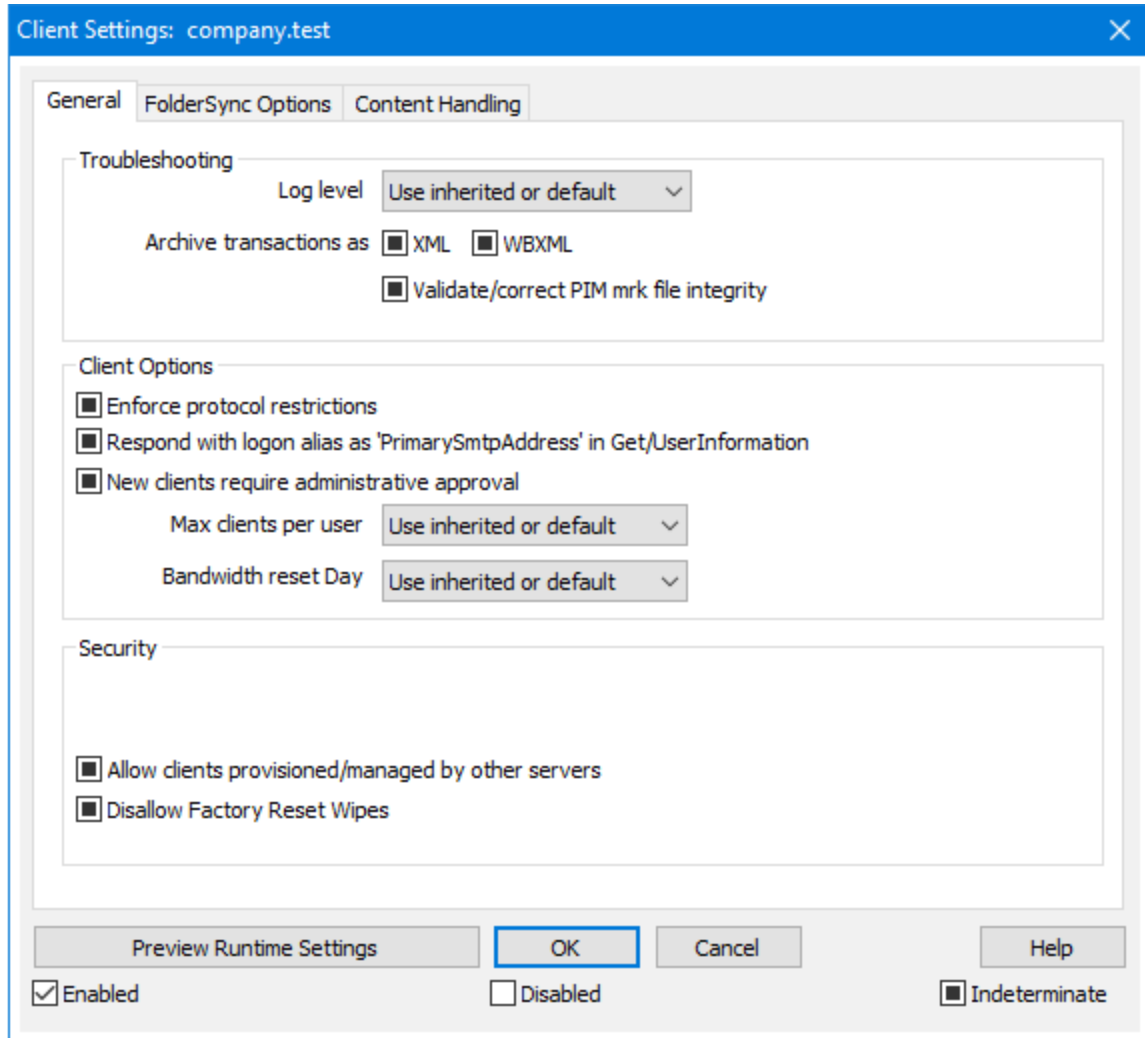 Client Settings: company.test
General FolderSync Options Content Handling
Troubleshooting
Log level Use inherited or default
Archive transactions as XML WBXML
Validate/correct PIM mrk file integrity
Client Options
Enforce protocol restrictions
Respond with logon alias as 'PrimarySmtpAddress' in Get/UserInformation
New clients require administrative approval
Max clients per user Use inherited or default
Bandwidth reset Day Use inherited or default
Security
Allow clients provisioned/managed by other servers
Disallow Factory Reset Wipes
Preview Runtime Settings OK Cancel Help
Enabled Disabled Indeterminate